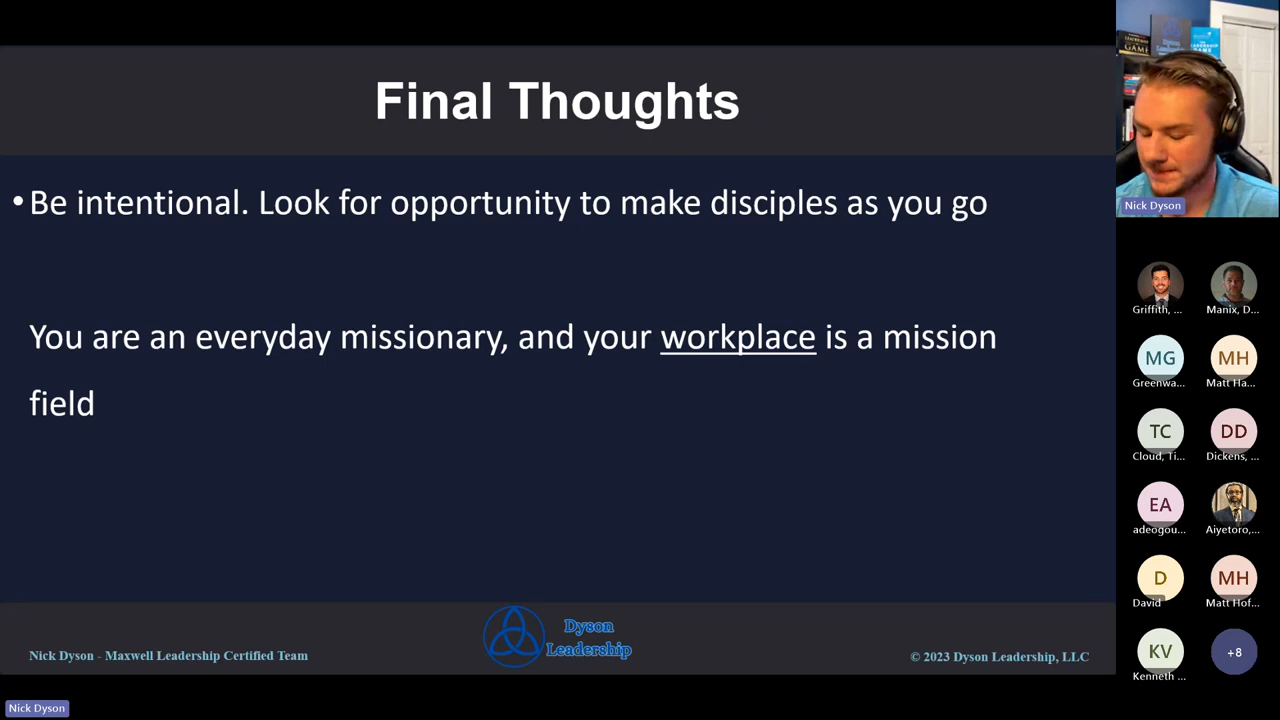 Final Thoughts
• Be intentional. Look for opportunity to make disciples as you go
You are an everyday missionary, and your workplace is a mission
field
Dyson
Leadership
Nick Dyson - Maxwell Leadership Certified Team
© 2023 Dyson Leadership, LLC
Nick Dyson
GAME
Nick Dyson
Griffith, ...
Manix, D...
MG
MH
Greenwa...
Matt Ha...
TC
DD
Cloud, Ti...
Dickens, ...
EA
adeogou...
Aiyetoro,...
D
MH
David
Matt Hof...
KV
+8
Kenneth ...